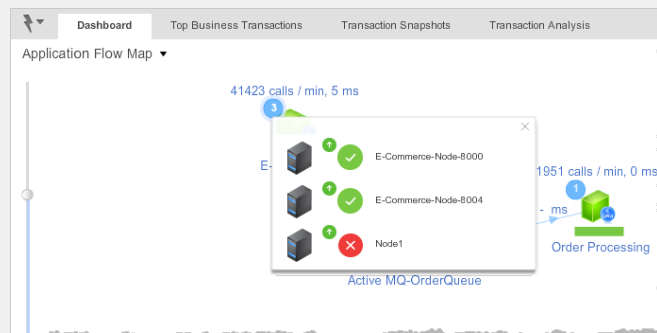 Dashboard
Top Business Transactions
Transaction Snapshots
Transaction Analysis
Application Flow Map
41423 calls / min, 5 ms
3
E-Commerce-Node-8000
E-
1951 calls / min, 0 ms
1
E-Commerce-Node-8004
- ms
Node1
Order Processing
Active MQ-OrderQueue